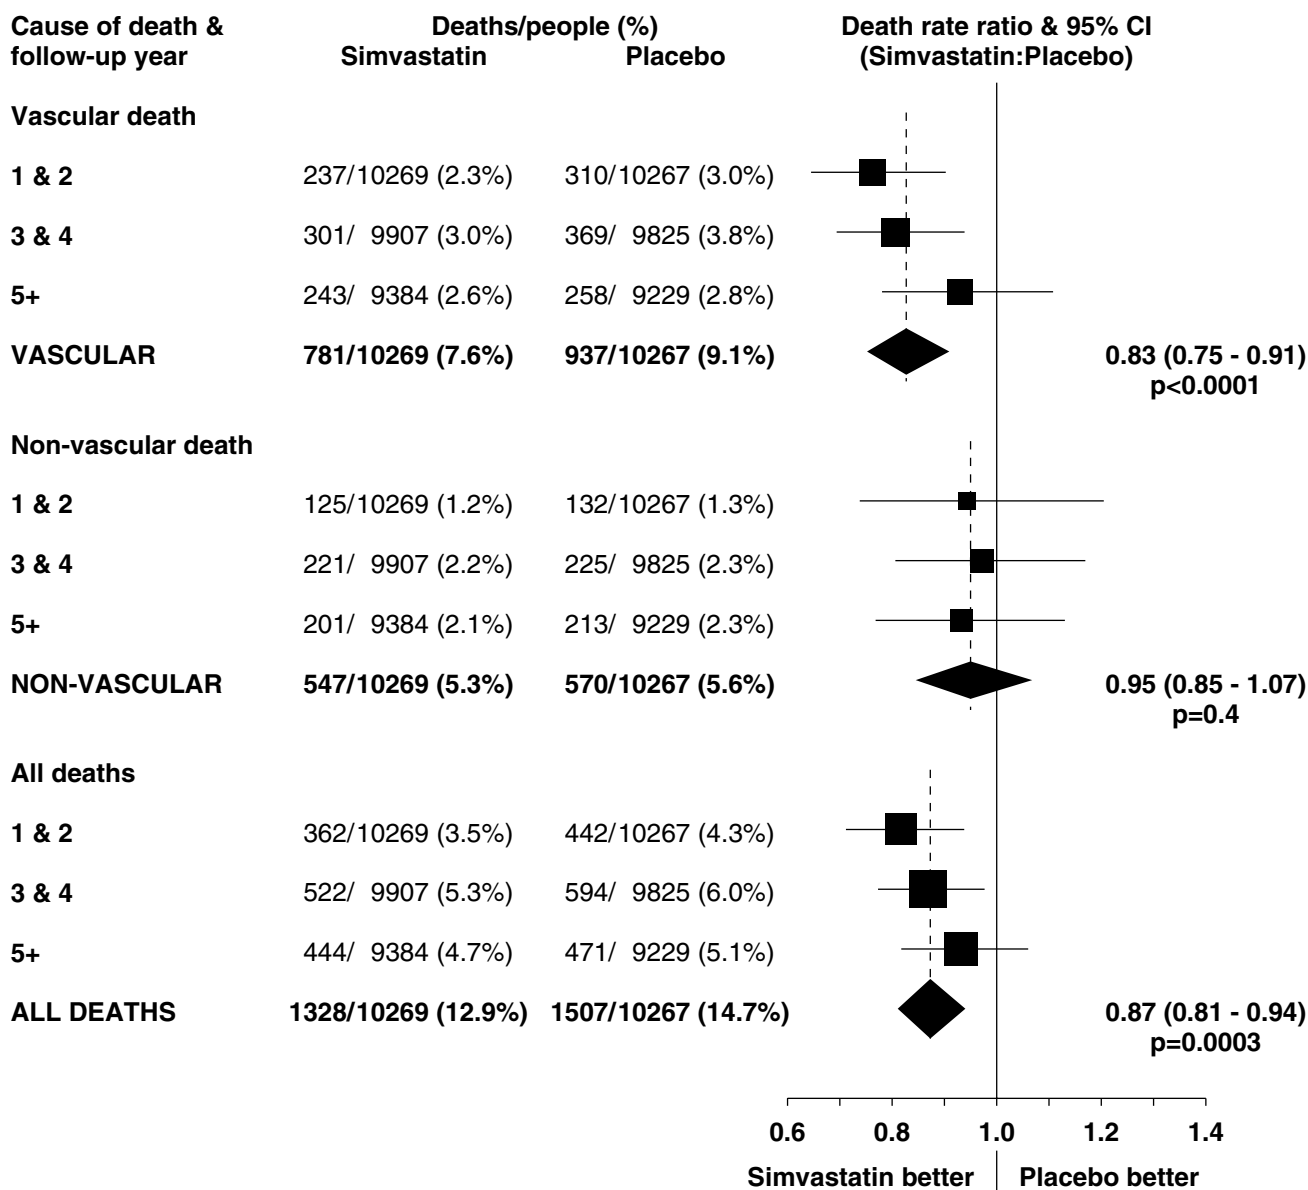 Cause of death & Deaths/people (%) Death rate ratio & 95% CI
follow-up year Simvastatin Placebo (Simvastatin:Placebo)
Vascular death
1 & 2 237/10269 (2.3%) 310/10267 (3.0%)
3 & 4 301/ 9907 (3.0%) 369/ 9825 (3.8%)
5+ 243/ 9384 (2.6%) 258/ 9229 (2.8%)
VASCULAR 781/10269 (7.6%) 937/10267 (9.1%) 0.83 (0.75 - 0.91)
p<0.0001
Non-vascular death
1 & 2 125/10269 (1.2%) 132/10267 (1.3%)
3 & 4 221/ 9907 (2.2%) 225/ 9825 (2.3%)
5+ 201/ 9384 (2.1%) 213/ 9229 (2.3%)
NON-VASCULAR 547/10269 (5.3%) 570/10267 (5.6%) 0.95 (0.85 - 1.07)
p=0.4
All deaths
1 & 2 362/10269 (3.5%) 442/10267 (4.3%)
3 & 4 522/ 9907 (5.3%) 594/ 9825 (6.0%)
5+ 444/ 9384 (4.7%) 471/ 9229 (5.1%)
ALL DEATHS 1328/10269 (12.9%) 1507/10267 (14.7%) 0.87 (0.81 - 0.94)
p=0.0003
0.6 0.8 1.0 1.2 1.4
Simvastatin better Placebo better